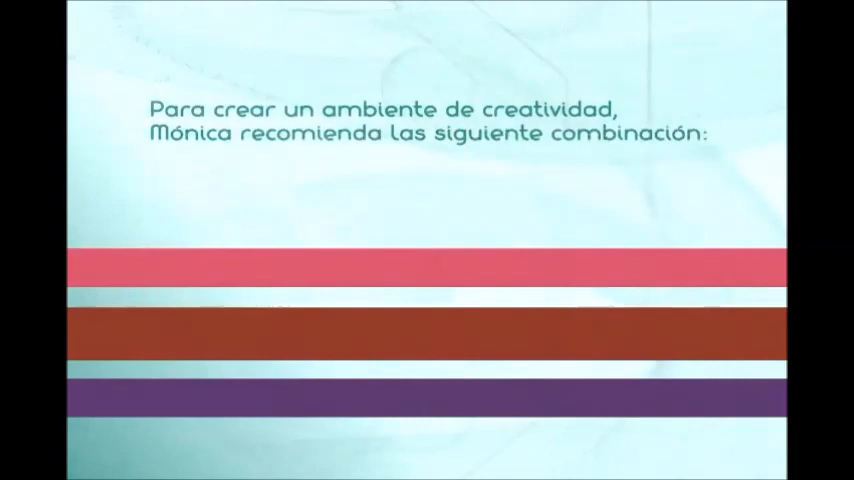 Para crear un ambiente de creatividad,
Mónica recomienda las siguiente combinación: